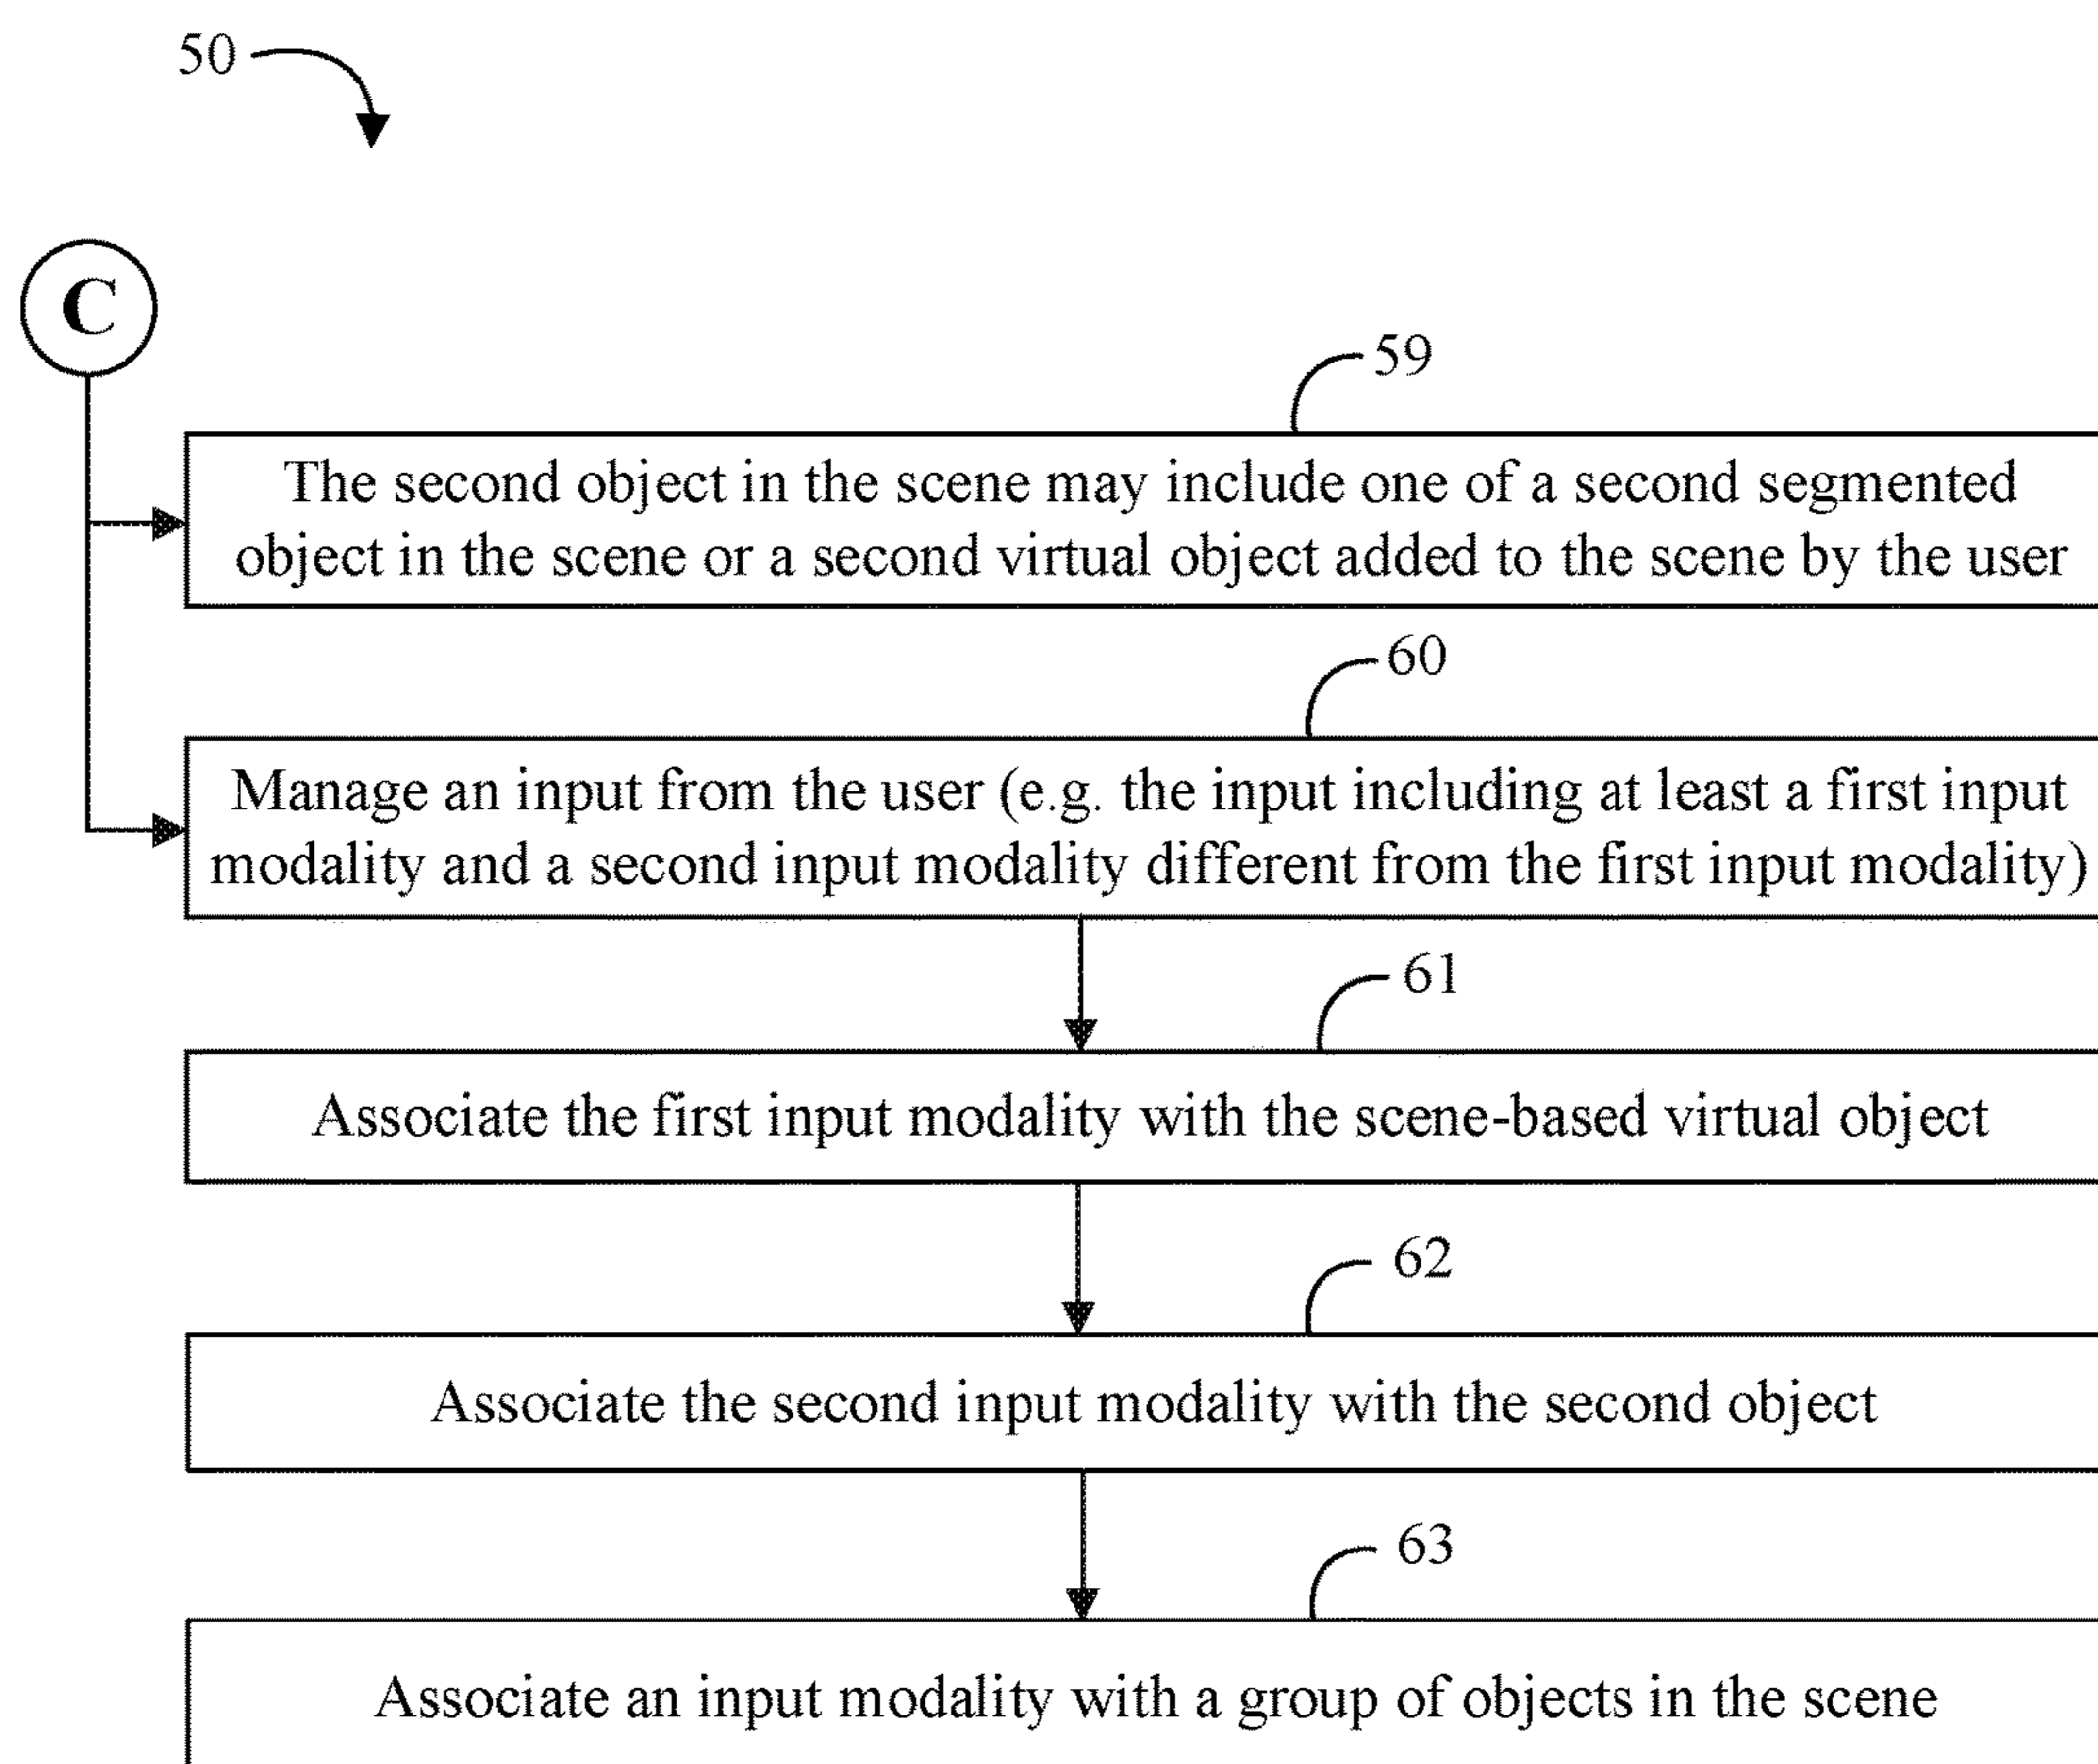 50
C
59
The second object in the scene may include one of a second segmented
object in the scene or a second virtual object added to the scene by the user
60
Manage an input from the user (e.g. the input including at least a first input
modality and a second input modality different from the first input modality)
61
Associate the first input modality with the scene-based virtual object
62
Associate the second input modality with the second object
63
Associate an input modality with a group of objects in the scene